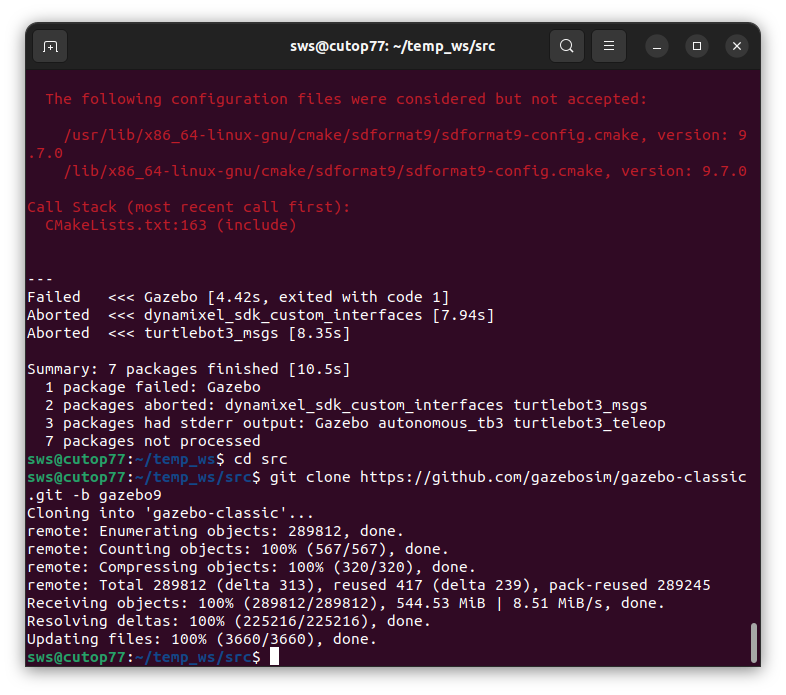 sws@cutop77: ~/temp_ws/src
The following configuration files were considered but not accepted:
/usr/lib/x86_64-linux-gnu/cmake/sdformat9/sdformat9-config.cmake, version: 9
.7.0
/lib/x86_64-linux-gnu/cmake/sdformat9/sdformat9-config.cmake, version: 9.7.0
Call Stack (most recent call first):
CMakeLists.txt:163 (include)
---
Failed   <<< Gazebo [4.42s, exited with code 1]
Aborted  <<< dynamixel_sdk_custom_interfaces [7.94s]
Aborted  <<< turtlebot3_msgs [8.35s]
Summary: 7 packages finished [10.5s]
1 package failed: Gazebo
2 packages aborted: dynamixel_sdk_custom_interfaces turtlebot3_msgs
3 packages had stderr output: Gazebo autonomous_tb3 turtlebot3_teleop
7 packages not processed
sws@cutop77:~/temp_ws$ cd src
sws@cutop77:~/temp_ws/src$ git clone https://github.com/gazebosim/gazebo-classic
.git -b gazebo9
Cloning into 'gazebo-classic'...
remote: Enumerating objects: 289812, done.
remote: Counting objects: 100% (567/567), done.
remote: Compressing objects: 100% (320/320), done.
remote: Total 289812 (delta 313), reused 417 (delta 239), pack-reused 289245
Receiving objects: 100% (289812/289812), 544.53 MiB | 8.51 MiB/s, done.
Resolving deltas: 100% (225216/225216), done.
Updating files: 100% (3660/3660), done.
sws@cutop77:~/temp_ws/src$